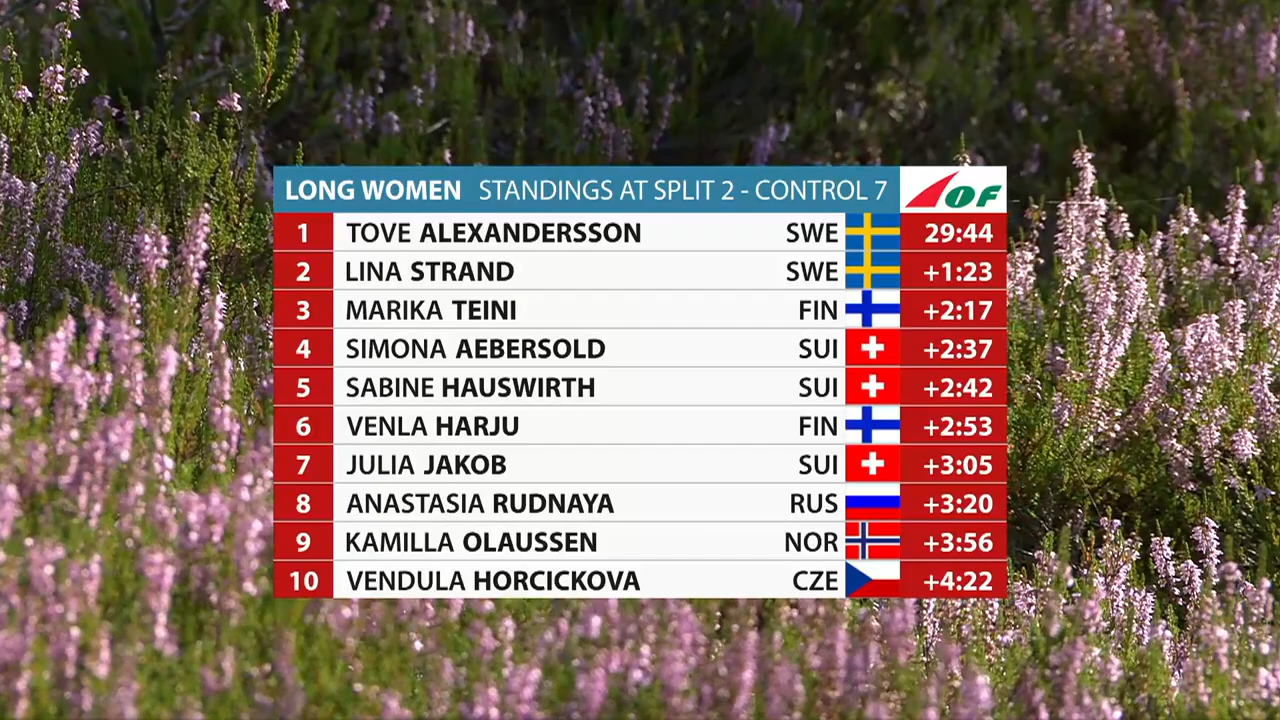 LONG WOMEN STANDINGS AT SPLIT 2 - CONTROL 7 IOF
1 TOVE ALEXANDERSSON SWE 29:44
2 LINA STRAND SWE +1:23
3 MARIKA TEINI FIN +2:17
4 SIMONA AEBERSOLD SUI +2:37
5 SABINE HAUSWIRTH SUI +2:42
6 VENLA HARJU FIN +2:53
7 JULIA JAKOB SUI +3:05
8 ANASTASIA RUDNAYA RUS +3:20
9 KAMILLA OLAUSSEN NOR +3:56
10 VENDULA HORCICKOVA CZE +4:22